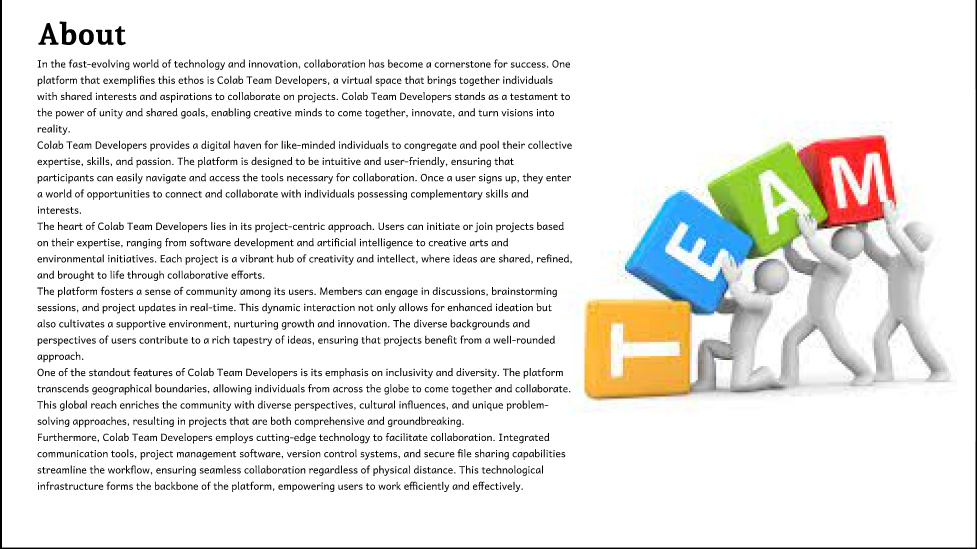 About
In the fast-evolving world of technology and innovation, collaboration has become a cornerstone for success. One
platform that exemplifies this ethos is Colab Team Developers, a virtual space that brings together individuals
with shared interests and aspirations to collaborate on projects. Colab Team Developers stands as a testament to
the power of unity and shared goals, enabling creative minds to come together, innovate, and turn visions into
reality.
Colab Team Developers provides a digital haven for like-minded individuals to congregate and pool their collective
expertise, skills, and passion. The platform is designed to be intuitive and user-friendly, ensuring that
participants can easily navigate and access the tools necessary for collaboration. Once a user signs up, they enter
a world of opportunities to connect and collaborate with individuals possessing complementary skills and
interests.
The heart of Colab Team Developers lies in its project-centric approach. Users can initiate or join projects based
on their expertise, ranging from software development and artificial intelligence to creative arts and
environmental initiatives. Each project is a vibrant hub of creativity and intellect, where ideas are shared, refined,
and brought to life through collaborative efforts.
The platform fosters a sense of community among its users. Members can engage in discussions, brainstorming
sessions, and project updates in real-time. This dynamic interaction not only allows for enhanced ideation but
also cultivates a supportive environment, nurturing growth and innovation. The diverse backgrounds and
perspectives of users contribute to a rich tapestry of ideas, ensuring that projects benefit from a well-rounded
approach.
One of the standout features of Colab Team Developers is its emphasis on inclusivity and diversity. The platform
transcends geographical boundaries, allowing individuals from across the globe to come together and collaborate.
This global reach enriches the community with diverse perspectives, cultural influences, and unique problem-
solving approaches, resulting in projects that are both comprehensive and groundbreaking.
Furthermore, Colab Team Developers employs cutting-edge technology to facilitate collaboration. Integrated
communication tools, project management software, version control systems, and secure file sharing capabilities
streamline the workflow, ensuring seamless collaboration regardless of physical distance. This technological
infrastructure forms the backbone of the platform, empowering users to work efficiently and effectively.
TEAM